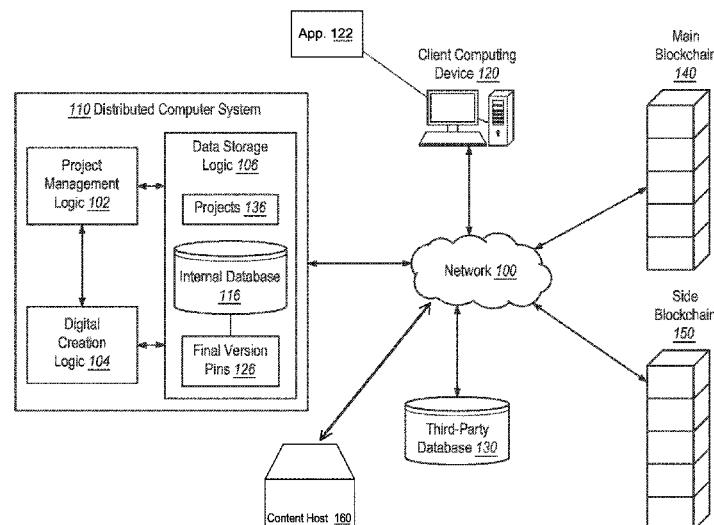 App. 122
Client Computing
Device 120
Main
Blockchain
140
110 Distributed Computer System
Project
Management
Logic 102
Data Storage
Logic 106
Projects 136
Internal Database
116
Digital
Creation
Logic 104
Final Version
Pins 126
Network 100
Side
Blockchain
150
Third-Party
Database 130
Content Host 160